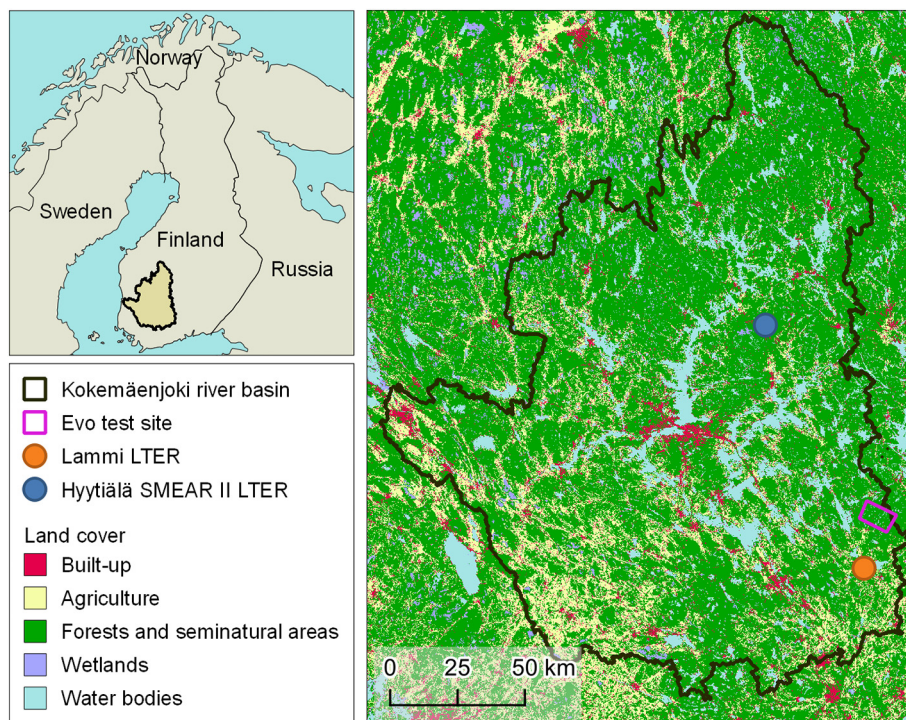 Norway
Sweden
Finland
Russia
Kokemäenjoki river basin
Evo test site
Lammi LTER
Hyytiälä SMEAR II LTER
Land cover
Built-up
Agriculture
Forests and seminatural areas
Wetlands
Water bodies
0 25 50 km